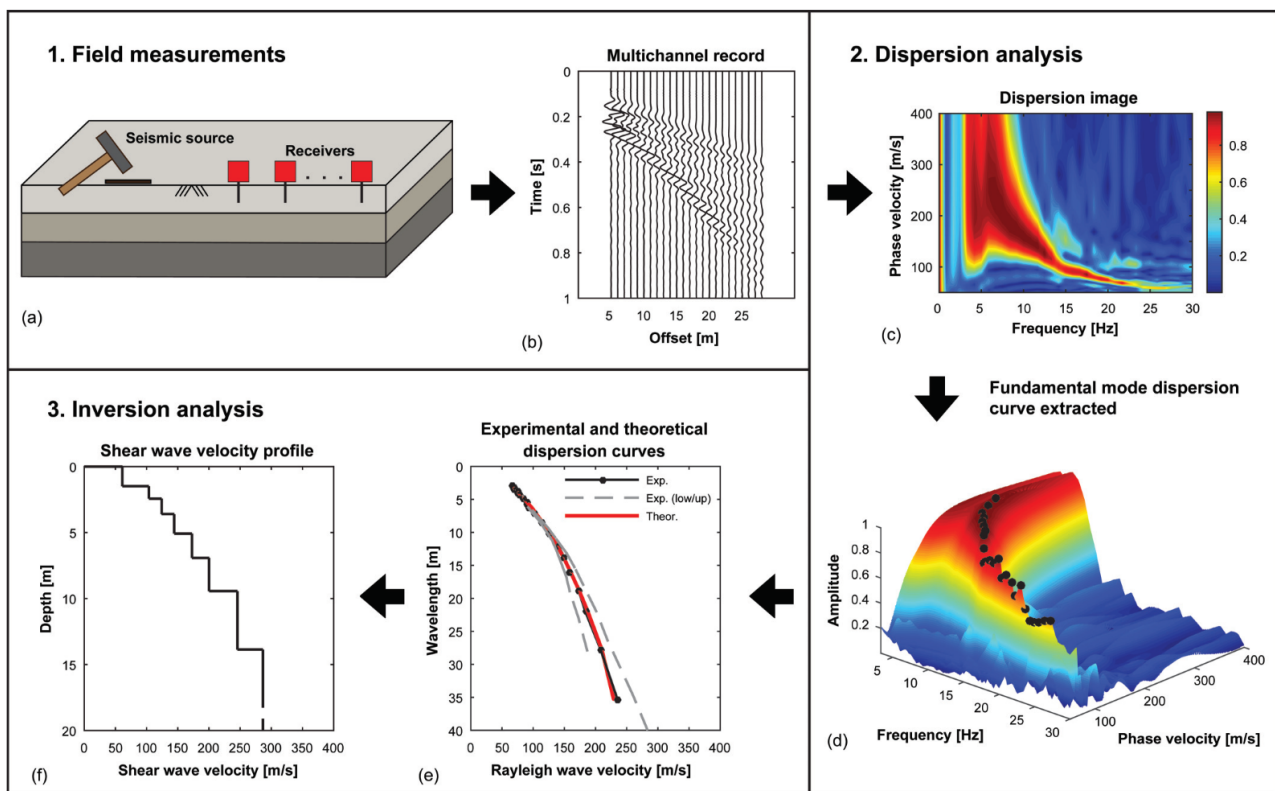 1. Field measurements
Seismic source
Receivers
(a)
Multichannel record
0
0.2
0.4
0.6
0.8
1
Time [s]
5 10 15 20 25
Offset [m]
(b)
2. Dispersion analysis
Dispersion image
400
300
200
100
Phase velocity [m/s]
0 5 10 15 20 25 30
Frequency [Hz]
0.8
0.6
0.4
0.2
(c)
Fundamental mode dispersion
curve extracted
1
0.8
0.6
0.4
0.2
Amplitude
5 10 15 20 25 30
Frequency [Hz]
100 200 300 400
Phase velocity [m/s]
(d)
3. Inversion analysis
Experimental and theoretical
dispersion curves
0
5
10
15
20
25
30
35
40
Wavelength [m]
Exp.
Exp. (low/up)
Theor.
0 50 100 150 200 250 300 350 400
Rayleigh wave velocity [m/s]
(e)
Shear wave velocity profile
0
5
10
15
20
Depth [m]
0 50 100 150 200 250 300 350 400
Shear wave velocity [m/s]
(f)